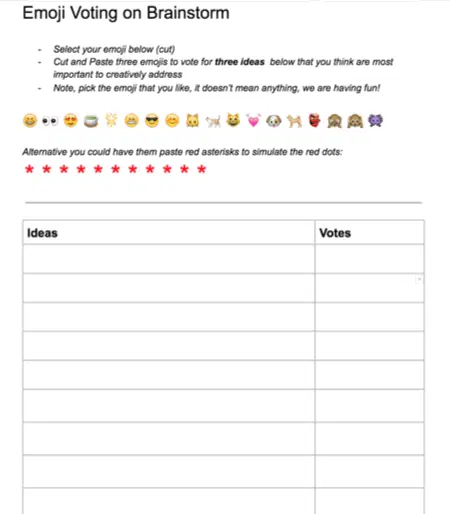 Emoji Voting on Brainstorm
- Select your emoji below (cut)
- Cut and Paste three emojis to vote for three ideas below that you think are most
important to creatively address
- Note, pick the emoji that you like, it doesn't mean anything, we are having fun!
Alternative you could have them paste red asterisks to simulate the red dots:
* * * * * * * * * * *
Ideas Votes